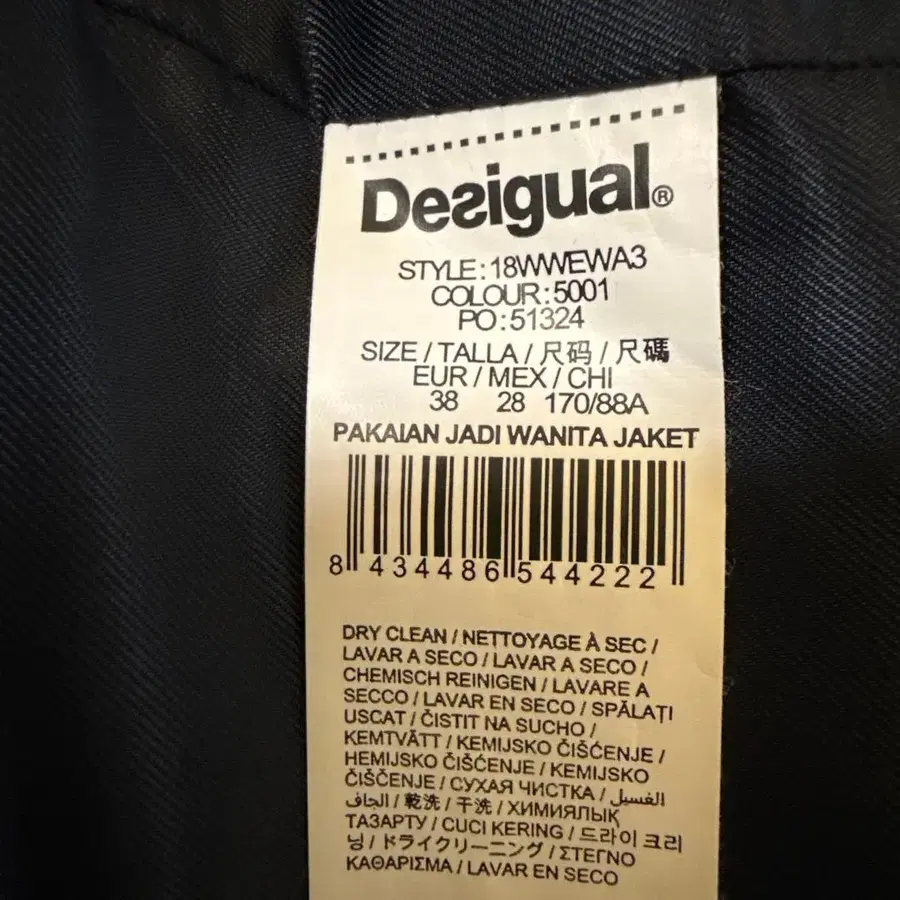 Desigual®
STYLE:18WWEWA3
COLOUR:5001
PO:51324
SIZE / TALLA / 尺码 / 尺碼
EUR / MEX / CHI
38 28 170/88A
PAKAIAN JADI WANITA JAKET
8 434486 544222
DRY CLEAN / NETTOYAGE À SEC /
LAVAR A SECO / LAVAR A SECO /
CHEMISCH REINIGEN / LAVARE A
SECCO / LAVAR EN SECO / SPĂLAȚI
USCAT / ČISTIT NA SUCHO /
KEMTVÄTT / KEMIJSKO ČIŠĆENJE /
HEMIJSKO ČIŠĆENJE / KEMIJSKO
ČIŠČENJE / СУХАЯ ЧИСТКА / الغسيل
الجاف / 乾洗 / 干洗 / ХИМИЯЛЫҚ
ТАЗАРТУ / CUCI KERING / 드라이 크리
닝 / ドライクリーニング / ΣΤΕΓΝΟ
ΚΑΘΑΡΙΣΜΑ / LAVAR EN SECO